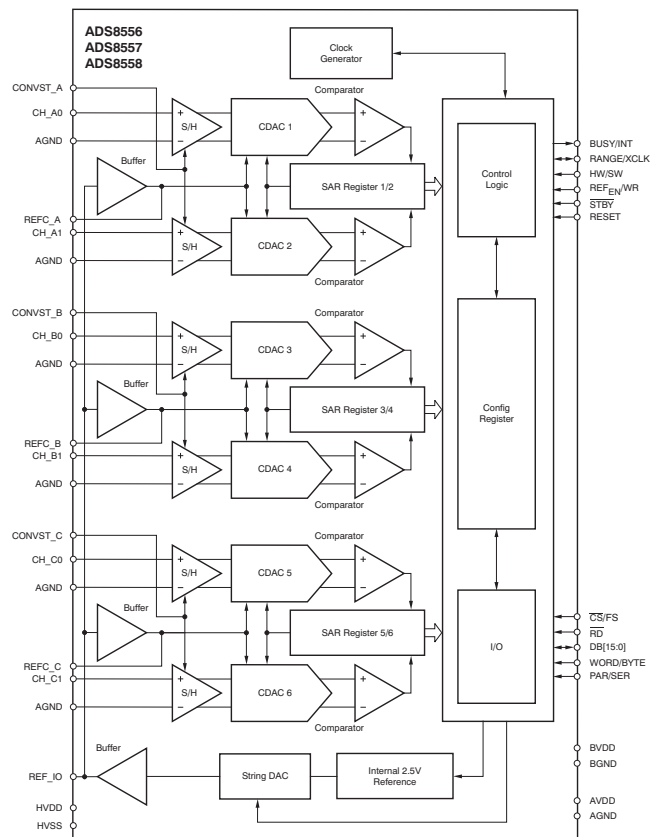 ADS8556
ADS8557
ADS8558
Clock
Generator
CONVST_A
CH_A0
AGND
+
−
S/H
CDAC 1
Comparator
+
−
Buffer
SAR Register 1/2
REFC_A
CH_A1
AGND
+
−
S/H
CDAC 2
+
−
Comparator
CONVST_B
CH_B0
AGND
+
−
S/H
CDAC 3
Comparator
+
−
Buffer
SAR Register 3/4
REFC_B
CH_B1
AGND
+
−
S/H
CDAC 4
+
−
Comparator
CONVST_C
CH_C0
AGND
+
−
S/H
CDAC 5
Comparator
+
−
Buffer
SAR Register 5/6
REFC_C
CH_C1
AGND
+
−
S/H
CDAC 6
+
−
Comparator
Buffer
REF_IO
String DAC
Internal 2.5V
Reference
HVDD
HVSS
Control
Logic
Config
Register
I/O
BUSY/INT
RANGE/XCLK
HW/SW
REFEN/WR
STBY
RESET
CS/FS
RD
DB[15:0]
WORD/BYTE
PAR/SER
BVDD
BGND
AVDD
AGND